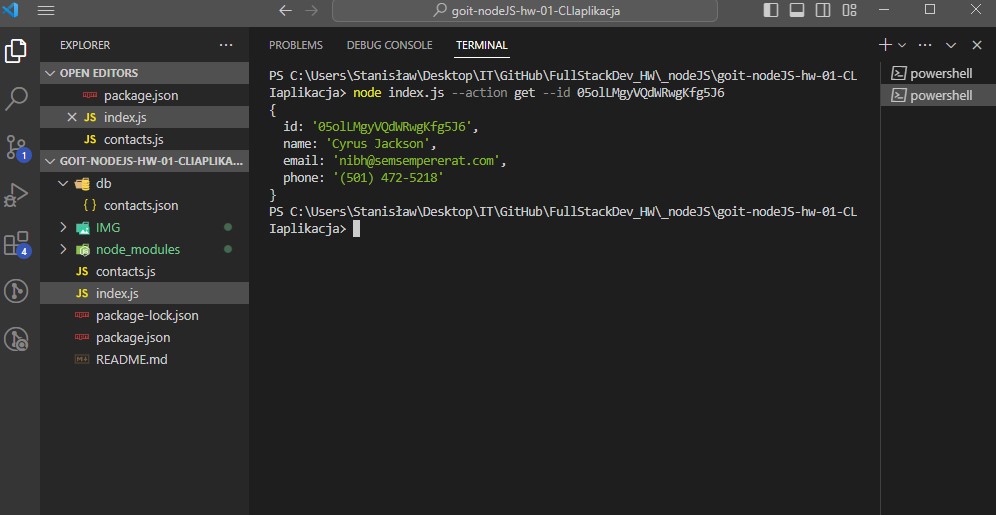 goit-nodeJS-hw-01-CLIaplikacja
EXPLORER
OPEN EDITORS
package.json
JS index.js
JS contacts.js
GOIT-NODEJS-HW-01-CLIAPLIKA...
db
{ } contacts.json
IMG
node_modules
JS contacts.js
JS index.js
package-lock.json
package.json
README.md
1
4
PROBLEMS DEBUG CONSOLE TERMINAL
PS C:\Users\Stanisław\Desktop\IT\GitHub\FullStackDev_HW\_nodeJS\goit-nodeJS-hw-01-CL
Iaplikacja> node index.js --action get --id 05olLMgyVQdWRwgKfg5J6
{
id: '05olLMgyVQdWRwgKfg5J6',
name: 'Cyrus Jackson',
email: 'nibh@semsempererat.com',
phone: '(501) 472-5218'
}
PS C:\Users\Stanisław\Desktop\IT\GitHub\FullStackDev_HW\_nodeJS\goit-nodeJS-hw-01-CL
Iaplikacja>
powershell
powershell